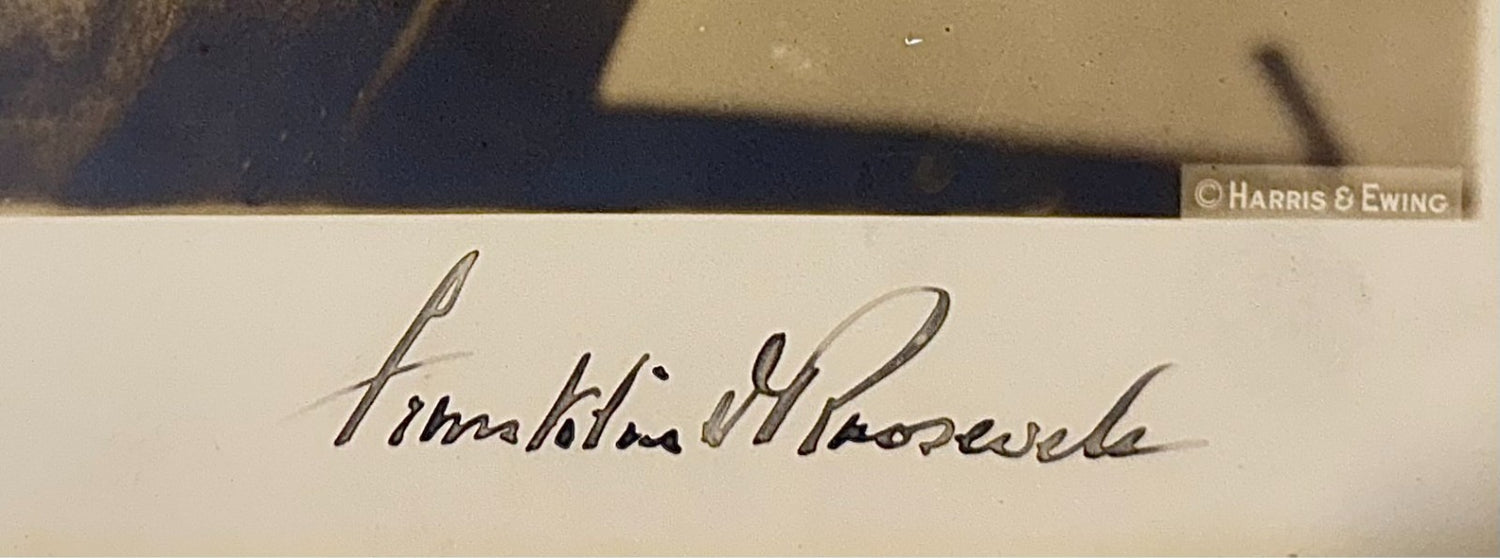 © HARRIS & EWING
Franklin D Roosevelt